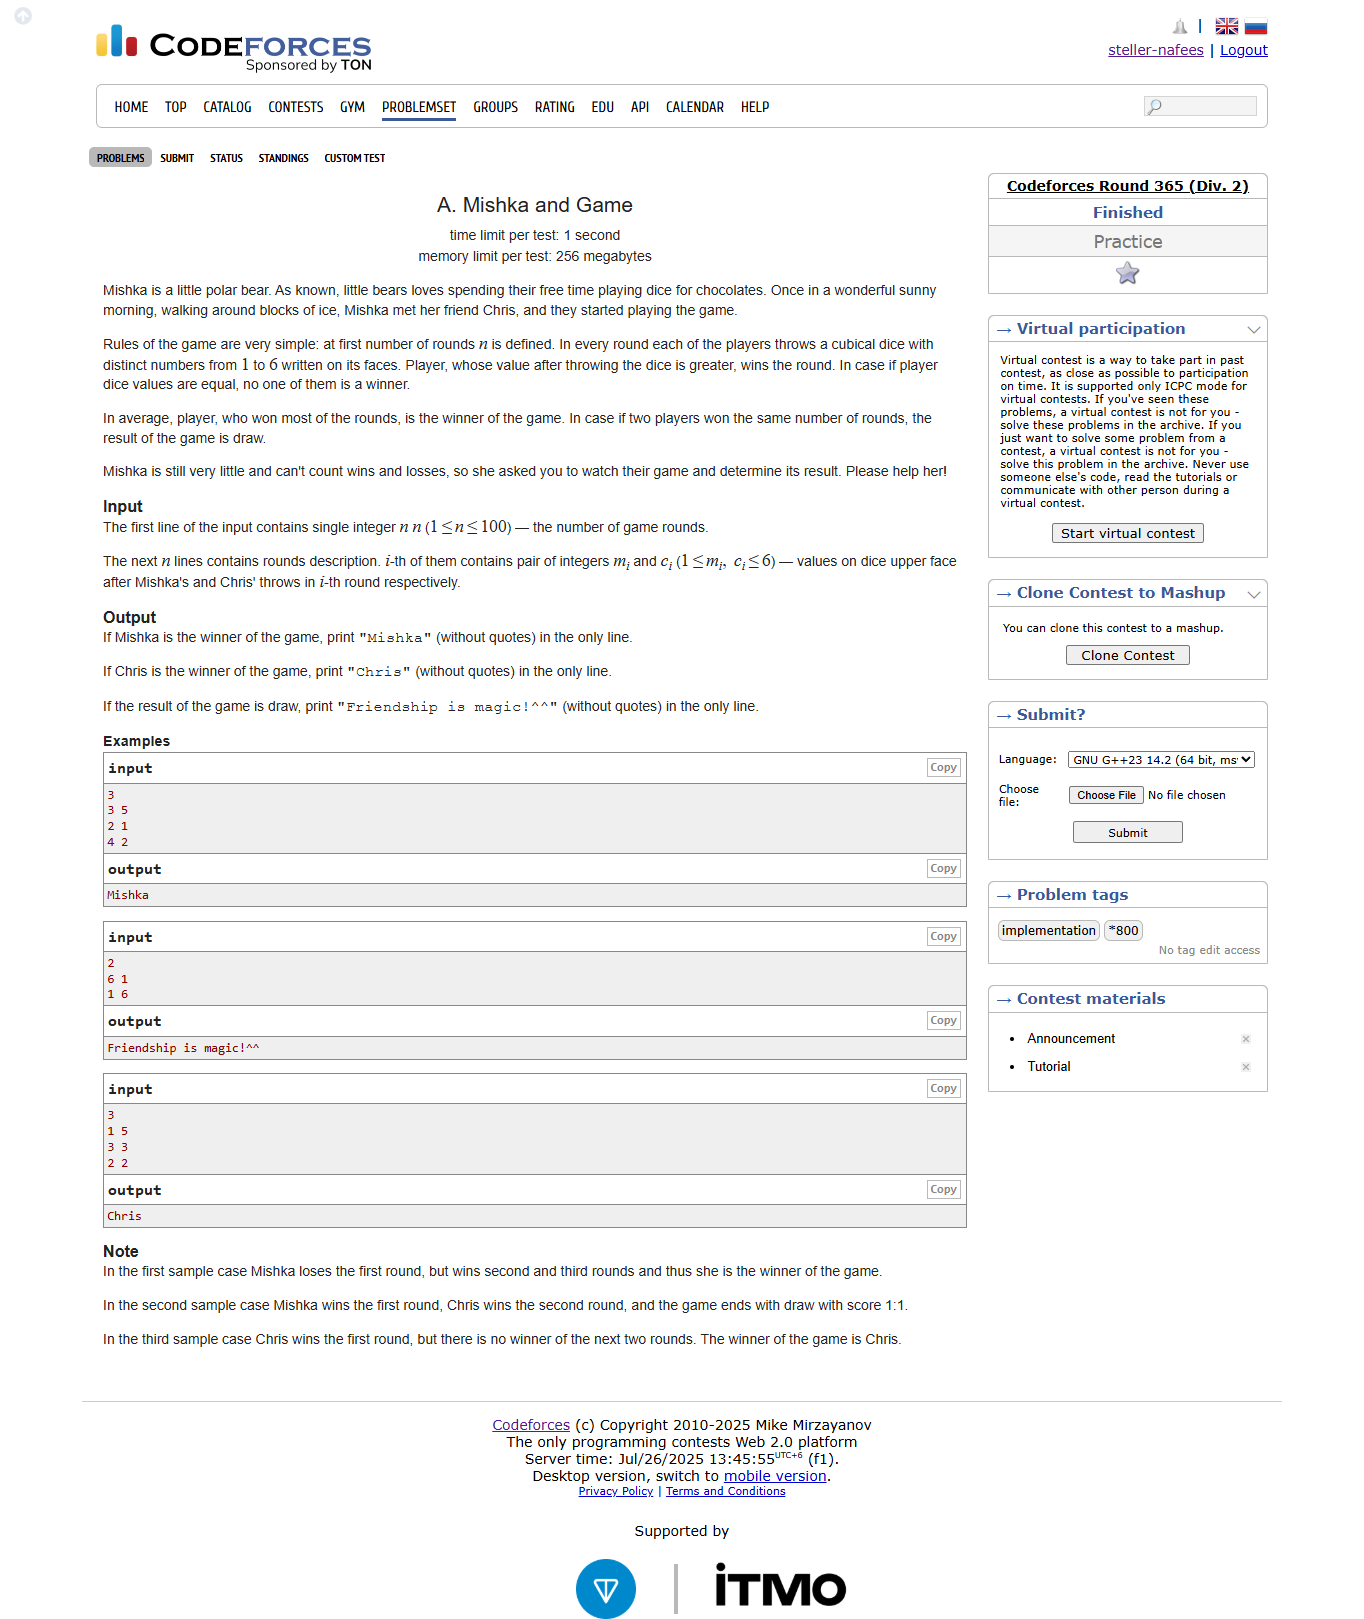 CODEFORCES
Sponsored by TON
steller-nafees | Logout
HOME TOP CATALOG CONTESTS GYM PROBLEMSET GROUPS RATING EDU API CALENDAR HELP
PROBLEMS SUBMIT STATUS STANDINGS CUSTOM TEST
A. Mishka and Game
time limit per test: 1 second
memory limit per test: 256 megabytes
Mishka is a little polar bear. As known, little bears loves spending their free time playing dice for chocolates. Once in a wonderful sunny
morning, walking around blocks of ice, Mishka met her friend Chris, and they started playing the game.
Rules of the game are very simple: at first number of rounds n is defined. In every round each of the players throws a cubical dice with
distinct numbers from 1 to 6 written on its faces. Player, whose value after throwing the dice is greater, wins the round. In case if player
dice values are equal, no one of them is a winner.
In average, player, who won most of the rounds, is the winner of the game. In case if two players won the same number of rounds, the
result of the game is draw.
Mishka is still very little and can't count wins and losses, so she asked you to watch their game and determine its result. Please help her!
Input
The first line of the input contains single integer n n (1 ≤ n ≤ 100) — the number of game rounds.
The next n lines contains rounds description. i-th of them contains pair of integers mi and ci (1 ≤ mi, ci ≤ 6) — values on dice upper face
after Mishka's and Chris' throws in i-th round respectively.
Output
If Mishka is the winner of the game, print "Mishka" (without quotes) in the only line.
If Chris is the winner of the game, print "Chris" (without quotes) in the only line.
If the result of the game is draw, print "Friendship is magic!^^" (without quotes) in the only line.
Examples
input Copy
3
3 5
2 1
4 2
output Copy
Mishka
input Copy
2
6 1
1 6
output Copy
Friendship is magic!^^
input Copy
3
1 5
3 3
2 2
output Copy
Chris
Note
In the first sample case Mishka loses the first round, but wins second and third rounds and thus she is the winner of the game.
In the second sample case Mishka wins the first round, Chris wins the second round, and the game ends with draw with score 1:1.
In the third sample case Chris wins the first round, but there is no winner of the next two rounds. The winner of the game is Chris.
Codeforces Round 365 (Div. 2)
Finished
Practice
→ Virtual participation
Virtual contest is a way to take part in past
contest, as close as possible to participation
on time. It is supported only ICPC mode for
virtual contests. If you've seen these
problems, a virtual contest is not for you -
solve these problems in the archive. If you
just want to solve some problem from a
contest, a virtual contest is not for you -
solve this problem in the archive. Never use
someone else's code, read the tutorials or
communicate with other person during a
virtual contest.
Start virtual contest
→ Clone Contest to Mashup
You can clone this contest to a mashup.
Clone Contest
→ Submit?
Language: GNU G++23 14.2 (64 bit, ms
Choose
file:
Choose File No file chosen
Submit
→ Problem tags
implementation *800
No tag edit access
→ Contest materials
• Announcement
• Tutorial
Codeforces (c) Copyright 2010-2025 Mike Mirzayanov
The only programming contests Web 2.0 platform
Server time: Jul/26/2025 13:45:55UTC+6 (f1).
Desktop version, switch to mobile version.
Privacy Policy | Terms and Conditions
Supported by
iTMO